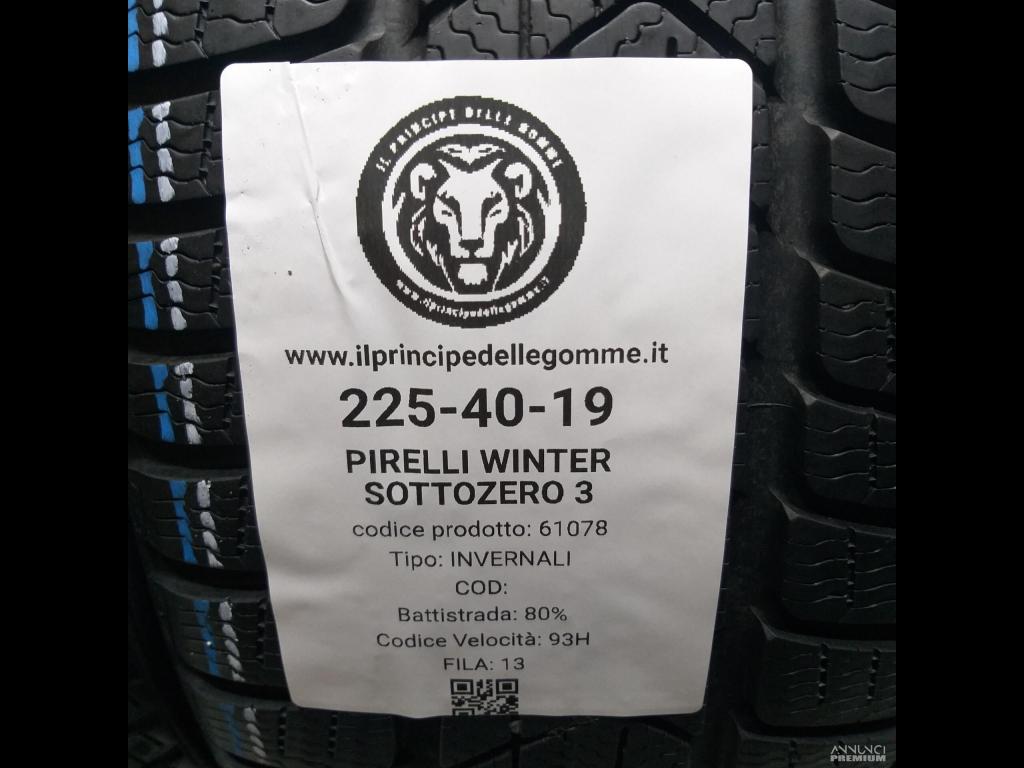 IL PRINCIPE DELLE GOMME
www.ilprincipedellegomme.it
www.ilprincipedellegomme.it
225-40-19
PIRELLI WINTER
SOTTOZERO 3
codice prodotto: 61078
Tipo: INVERNALI
COD:
Battistrada: 80%
Codice Velocità: 93H
FILA: 13
ANNUNCI
PREMIUM